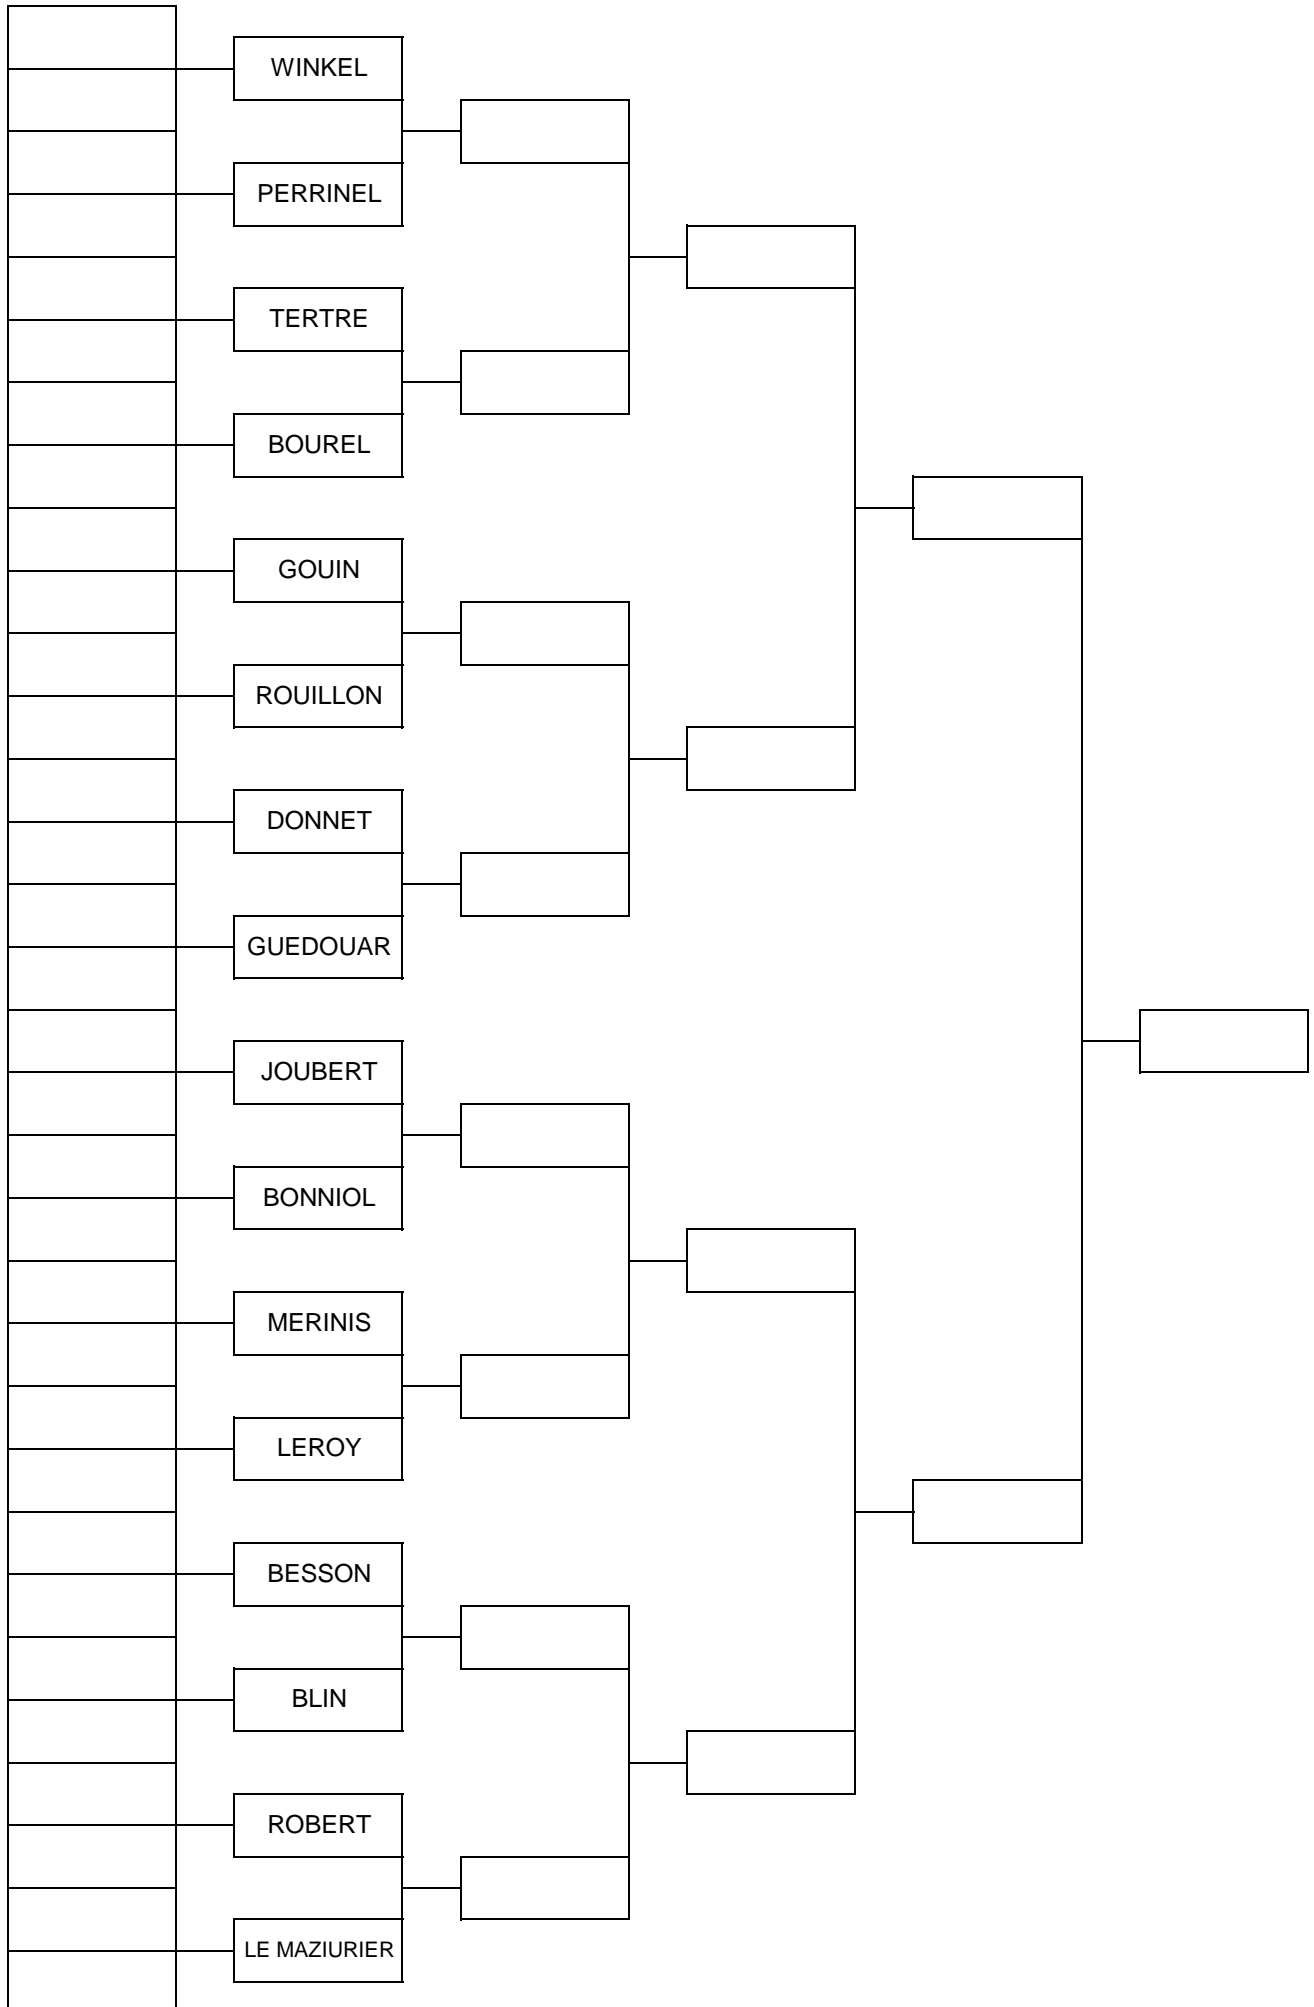 WINKEL
PERRINEL
TERTRE
BOUREL
GOUIN
ROUILLON
DONNET
GUEDOUAR
JOUBERT
BONNIOL
MERINIS
LEROY
BESSON
BLIN
ROBERT
LE MAZIURIER